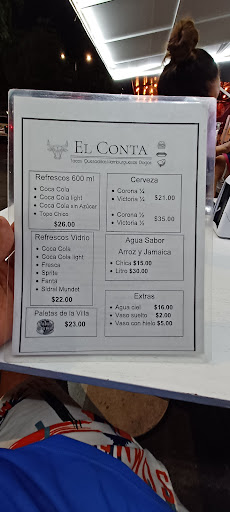 EL CONTA
Tacos Quesadillas Hamburguesas Dogos
Refrescos 600 ml
Coca Cola
Coca Cola light
Coca Cola sin Azúcar
Topo Chico
$26.00
Refrescos Vidrio
Coca Cola
Coca Cola light
Fresca
Sprite
Fanta
Sidral Mundet
$22.00
Paletas de la Villa
$23.00
Cerveza
Corona ¼
Victoria ¼
$21.00
Corona ½
Victoria ½
$35.00
Agua Sabor
Arroz y Jamaica
Chica $15.00
Litro $30.00
Extras
Agua ciel $16.00
Vaso suelto $2.00
Vaso con hielo $5.00